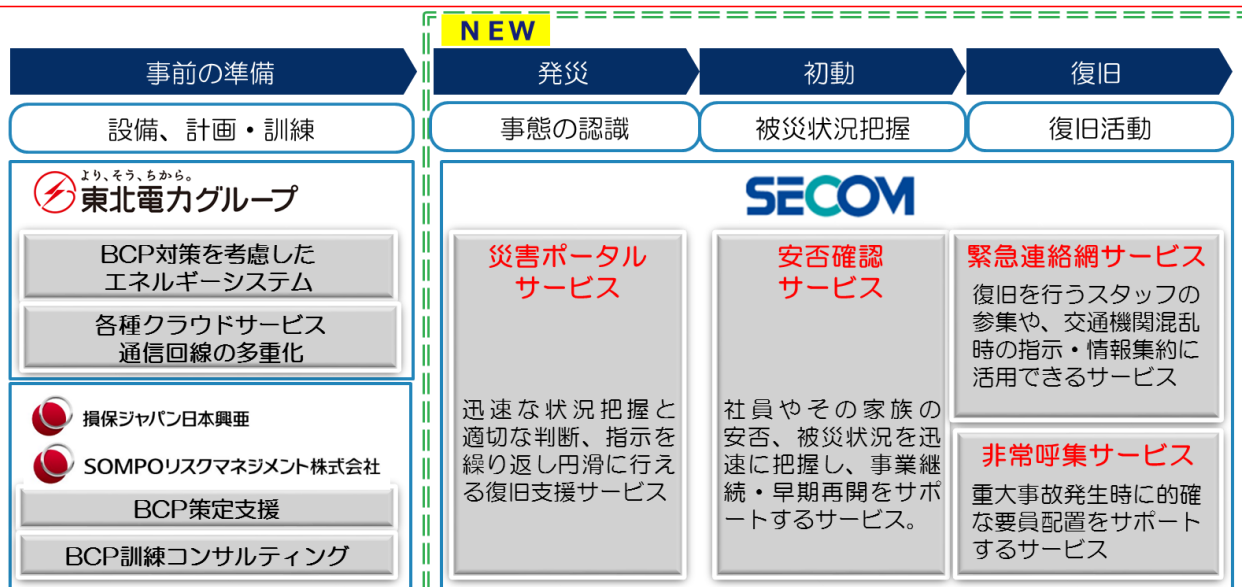 NEW
事前の準備
発災
初動
復旧
設備、計画・訓練
事態の認識
被災状況把握
復旧活動
より、そう、ちから。
東北電力グループ
BCP対策を考慮した
エネルギーシステム
各種クラウドサービス
通信回線の多重化
損保ジャパン日本興亜
SOMPOリスクマネジメント株式会社
BCP策定支援
BCP訓練コンサルティング
SECOM
災害ポータル
サービス
迅速な状況把握と
適切な判断、指示を
繰り返し円滑に行え
る復旧支援サービス
安否確認
サービス
社員やその家族の
安否、被災状況を迅
速に把握し、事業継
続・早期再開をサポ
ートするサービス。
緊急連絡網サービス
復旧を行うスタッフの
参集や、交通機関混乱
時の指示・情報集約に
活用できるサービス
非常呼集サービス
重大事故発生時に的確
な要員配置をサポート
するサービス